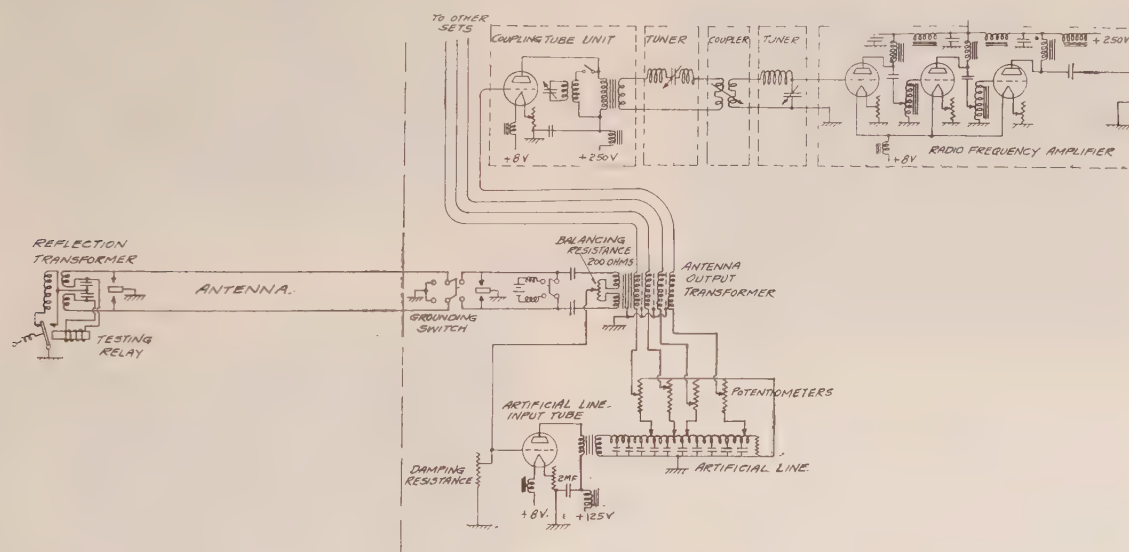 TO OTHER
SETS
COUPLING TUBE UNIT
TUNER
COUPLER
TUNER
+250V
+8V
+250V
+8V
RADIO FREQUENCY AMPLIFIER
REFLECTION
TRANSFORMER
ANTENNA.
TESTING
RELAY
GROUNDING
SWITCH
BALANCING
RESISTANCE
200 OHMS
ANTENNA
OUTPUT
TRANSFORMER
POTENTIOMETERS
ARTIFICIAL LINE-
INPUT TUBE
DAMPING
RESISTANCE
2MF
+8V.
+125V
ARTIFICIAL LINE.